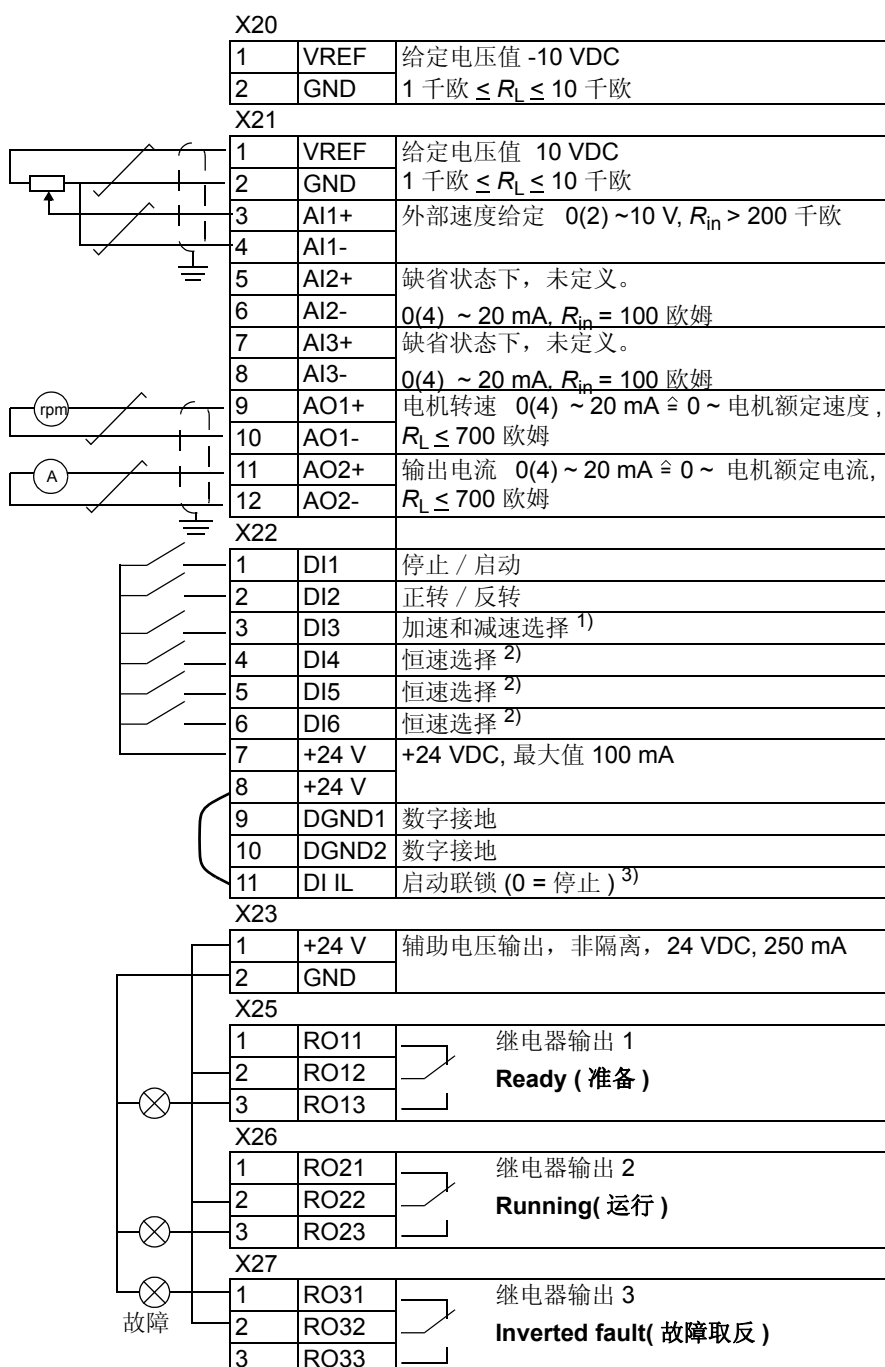 X20
1 VREF 给定电压值 -10 VDC
2 GND 1 千欧 ≤ RL ≤ 10 千欧
X21
1 VREF 给定电压值 10 VDC
2 GND 1 千欧 ≤ RL ≤ 10 千欧
3 AI1+ 外部速度给定 0(2) ~10 V, Rin > 200 千欧
4 AI1-
5 AI2+ 缺省状态下，未定义。
6 AI2- 0(4) ~ 20 mA, Rin = 100 欧姆
7 AI3+ 缺省状态下，未定义。
8 AI3- 0(4) ~ 20 mA, Rin = 100 欧姆
rpm 9 AO1+ 电机转速 0(4) ~ 20 mA ≙ 0 ~ 电机额定速度 ,
10 AO1- RL ≤ 700 欧姆
A 11 AO2+ 输出电流 0(4) ~ 20 mA ≙ 0 ~ 电机额定电流,
12 AO2- RL ≤ 700 欧姆
X22
1 DI1 停止 / 启动
2 DI2 正转 / 反转
3 DI3 加速和减速选择 1)
4 DI4 恒速选择 2)
5 DI5 恒速选择 2)
6 DI6 恒速选择 2)
7 +24 V +24 VDC, 最大值 100 mA
8 +24 V
9 DGND1 数字接地
10 DGND2 数字接地
11 DI IL 启动联锁 (0 = 停止 ) 3)
X23
1 +24 V 辅助电压输出，非隔离，24 VDC, 250 mA
2 GND
X25
1 RO11 继电器输出 1
2 RO12 Ready ( 准备 )
3 RO13
X26
1 RO21 继电器输出 2
2 RO22 Running( 运行 )
3 RO23
X27
1 RO31 继电器输出 3
故障 2 RO32 Inverted fault( 故障取反 )
3 RO33